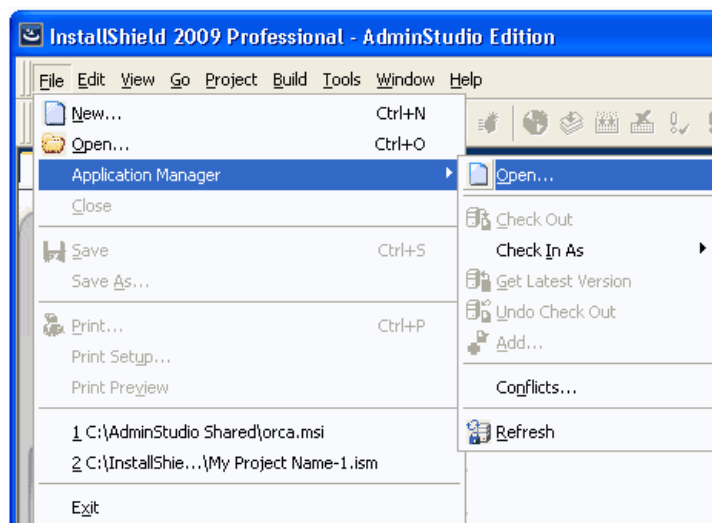 InstallShield 2009 Professional - AdminStudio Edition
File Edit View Go Project Build Tools Window Help
New... Ctrl+N
Open... Ctrl+O
Application Manager
Close
Save Ctrl+S
Save As...
Print... Ctrl+P
Print Setup...
Print Preview
1 C:\AdminStudio Shared\orca.msi
2 C:\InstallShie...\My Project Name-1.ism
Exit
Open...
Check Out
Check In As
Get Latest Version
Undo Check Out
Add...
Conflicts...
Refresh